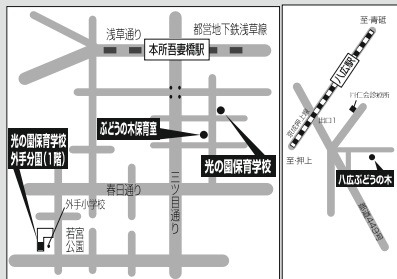 浅草通り
都営地下鉄浅草線
本所吾妻橋駅
ぶどうの木保育室
光の園保育学校
光の園保育学校
外手分園(1階)
春日通り
三ツ目通り
外手小学校
若宮
公園
至・青砥
八広駅
京成押上線
出口1
至・押上
八広ぶどうの木